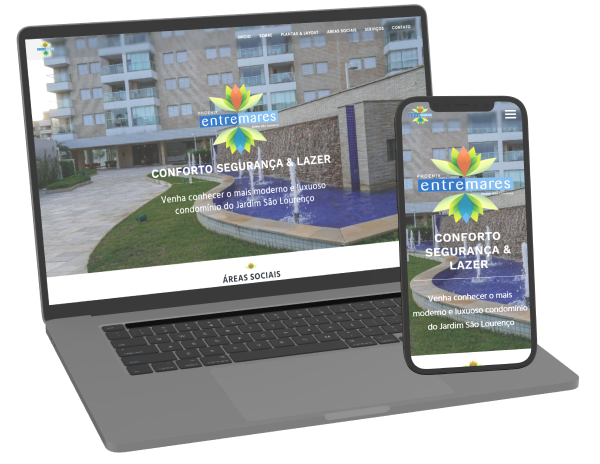 INÍCIO SOBRE PLANTAS & LAYOUT ÁREAS SOCIAIS SERVIÇOS CONTATO
PHOENIX
entremares
CONFORTO SEGURANÇA & LAZER
Venha conhecer o mais moderno e luxuoso
condomínio do Jardim São Lourenço
ÁREAS SOCIAIS
PHOENIX
entremares
CONFORTO
SEGURANÇA &
LAZER
Venha conhecer o mais
moderno e luxuoso condomínio
do Jardim São Lourenço